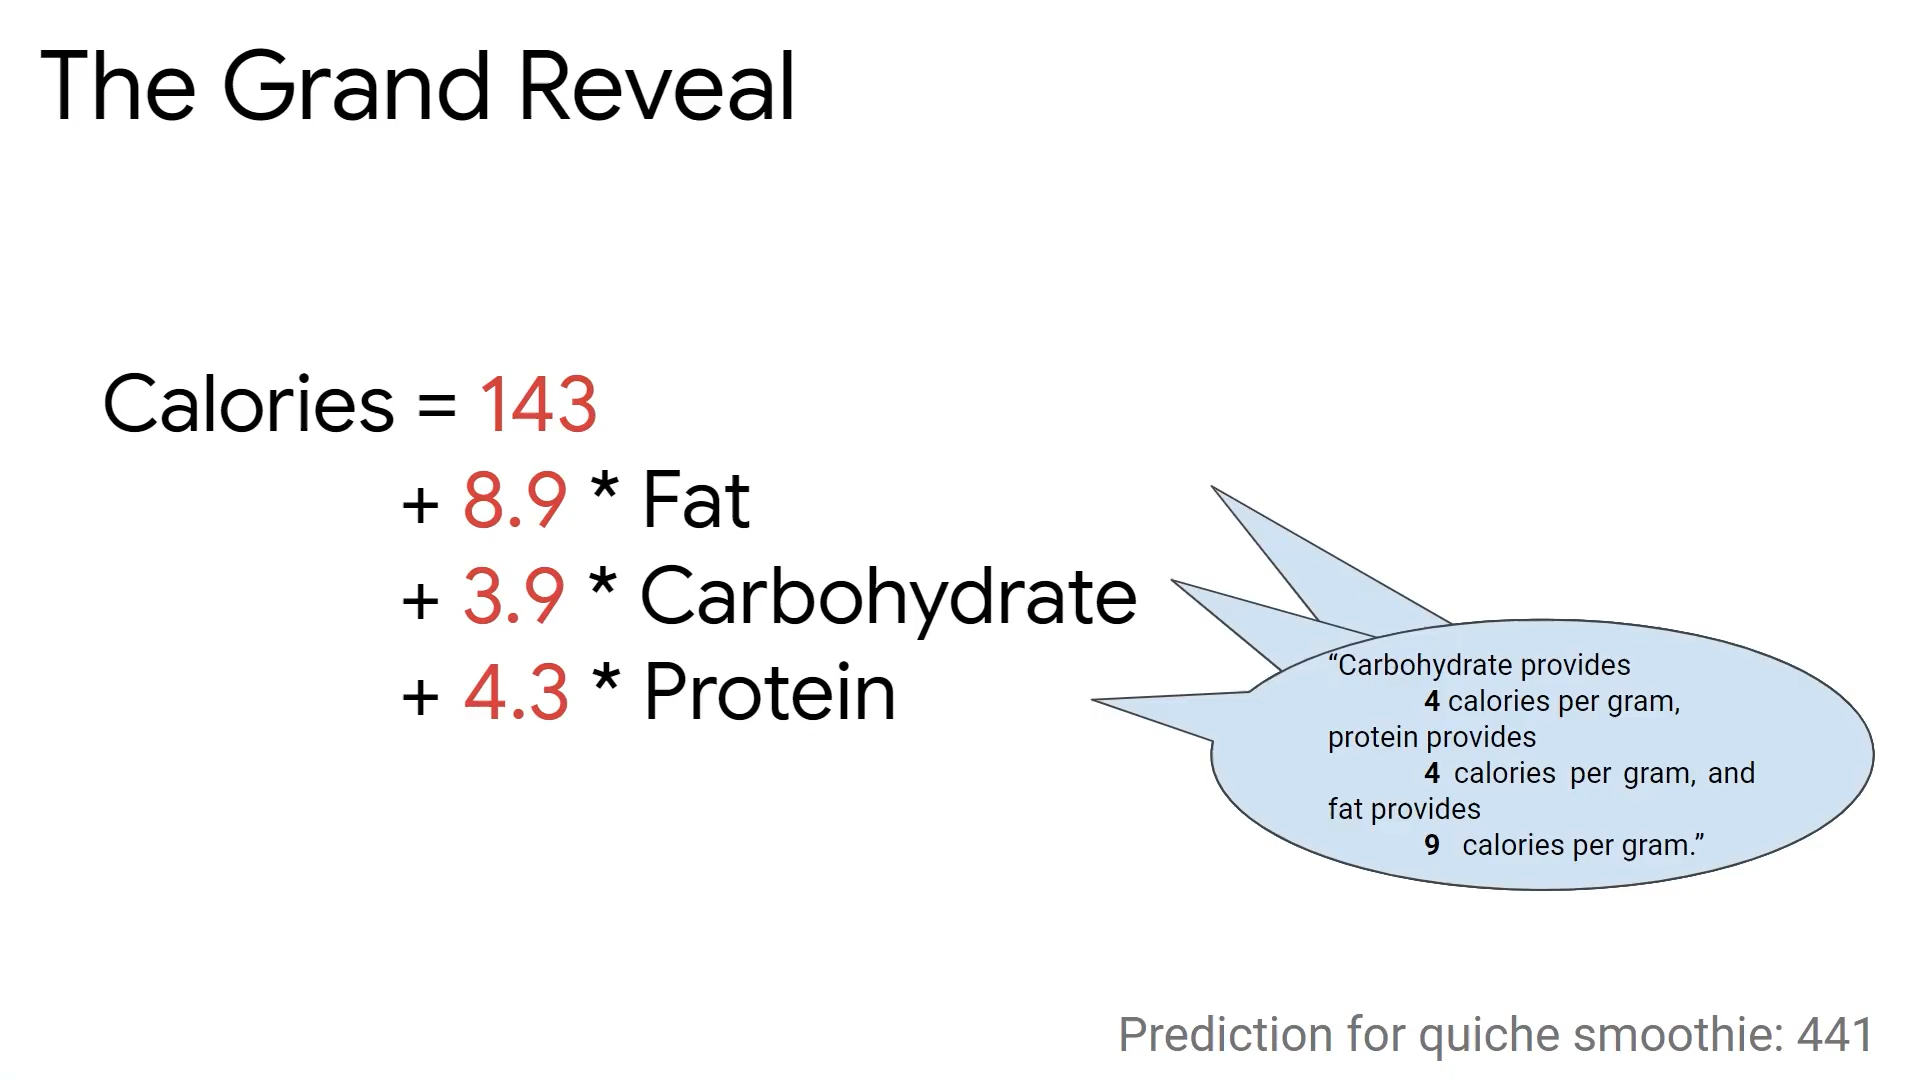 The Grand Reveal
Calories = 143
+ 8.9 * Fat
+ 3.9 * Carbohydrate
+ 4.3 * Protein
“Carbohydrate provides
4 calories per gram,
protein provides
4 calories per gram, and
fat provides
9 calories per gram.”
Prediction for quiche smoothie: 441